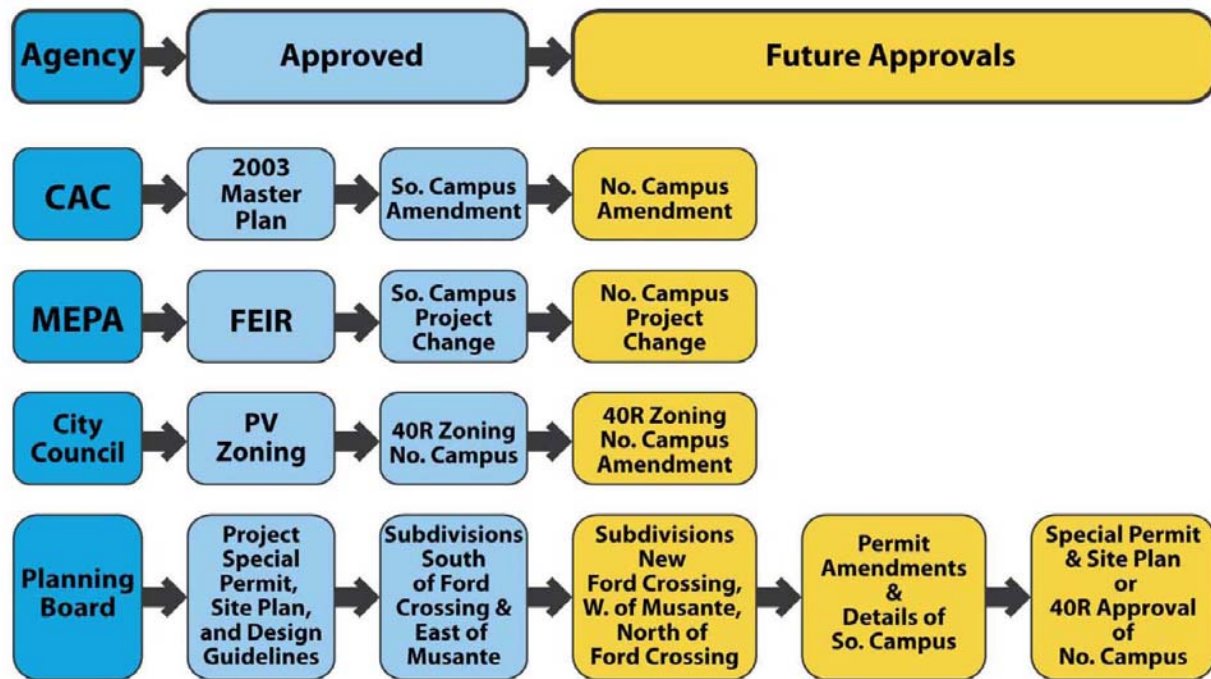 Agency
Approved
Future Approvals
CAC
2003
Master
Plan
So. Campus
Amendment
No. Campus
Amendment
MEPA
FEIR
So. Campus
Project
Change
No. Campus
Project
Change
City
Council
PV
Zoning
40R Zoning
No. Campus
40R Zoning
No. Campus
Amendment
Planning
Board
Project
Special
Permit,
Site Plan,
and Design
Guidelines
Subdivisions
South
of Ford
Crossing &
East of
Musante
Subdivisions
New
Ford Crossing,
W. of Musante,
North of
Ford Crossing
Permit
Amendments
&
Details of
So. Campus
Special Permit
& Site Plan
or
40R Approval
of
No. Campus